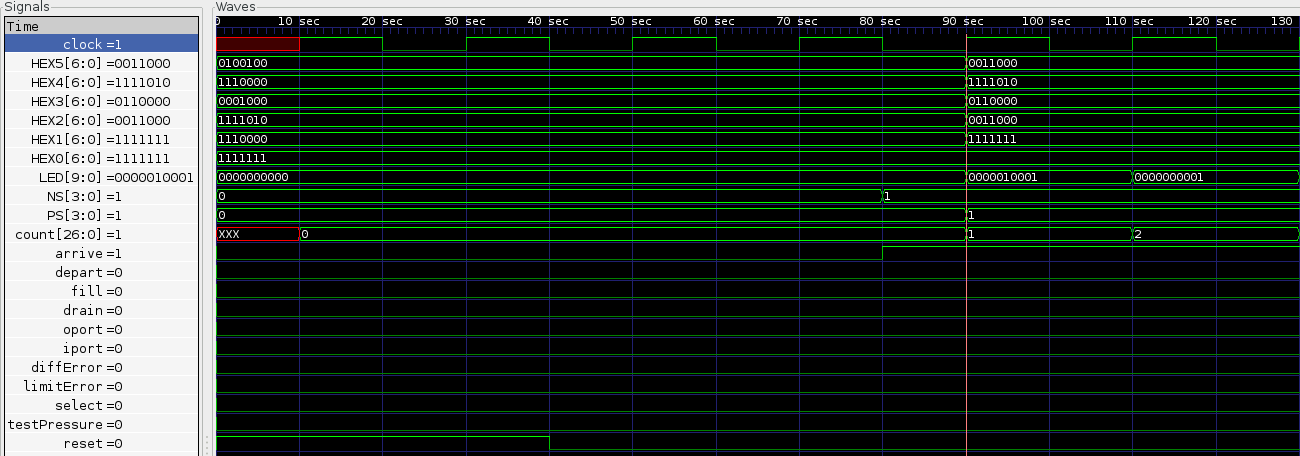 Signals Waves
Time 0 10 sec 20 sec 30 sec 40 sec 50 sec 60 sec 70 sec 80 sec 90 sec 100 sec 110 sec 120 sec 130
clock =1
HEX5[6:0] =0011000 0100100 0011000
HEX4[6:0] =1111010 1110000 1111010
HEX3[6:0] =0110000 0001000 0110000
HEX2[6:0] =0011000 1111010 0011000
HEX1[6:0] =1111111 1110000 1111111
HEX0[6:0] =1111111 1111111
LED[9:0] =0000010001 0000000000 0000010001 0000000001
NS[3:0] =1 0 1
PS[3:0] =1 0 1
count[26:0] =1 XXX 0 1 2
arrive =1
depart =0
fill =0
drain =0
oport =0
iport =0
diffError =0
limitError =0
select =0
testPressure =0
reset =0